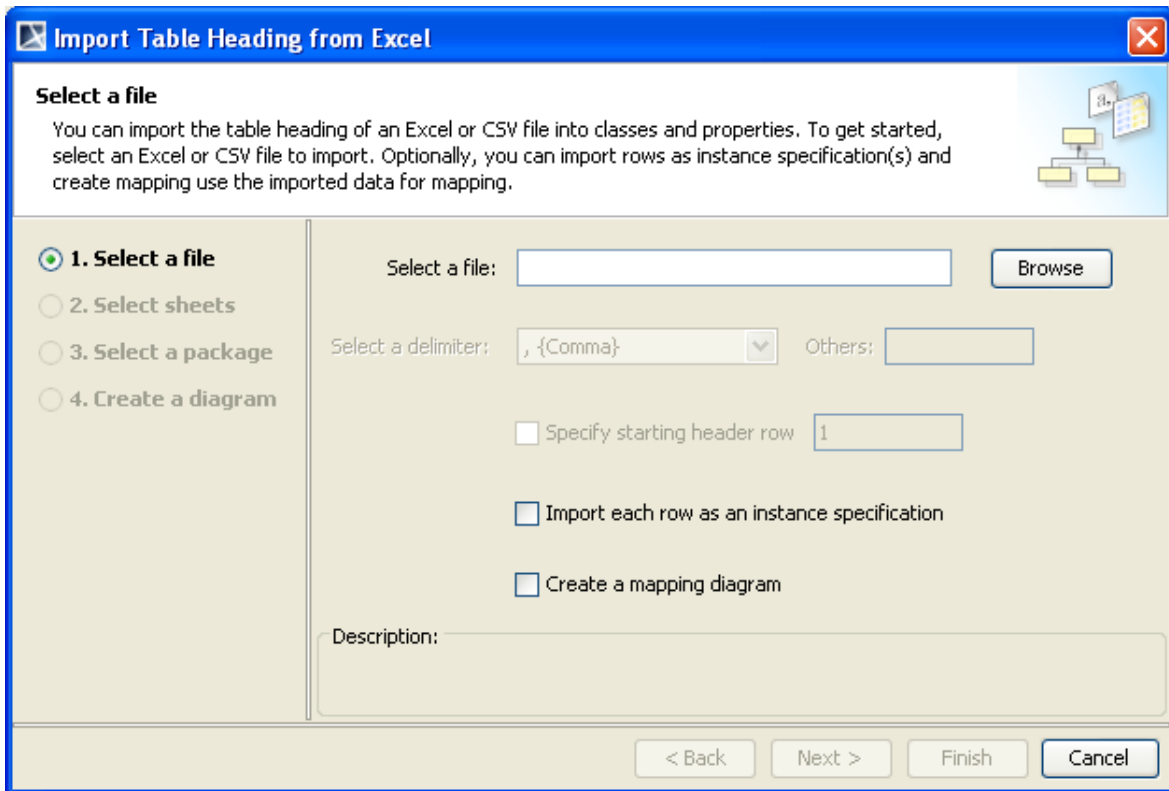 Import Table Heading from Excel
Select a file
You can import the table heading of an Excel or CSV file into classes and properties. To get started,
select an Excel or CSV file to import. Optionally, you can import rows as instance specification(s) and
create mapping use the imported data for mapping.
a,
1. Select a file
2. Select sheets
3. Select a package
4. Create a diagram
Select a file:
Browse
Select a delimiter:
, {Comma}
Others:
Specify starting header row
1
Import each row as an instance specification
Create a mapping diagram
Description:
< Back
Next >
Finish
Cancel